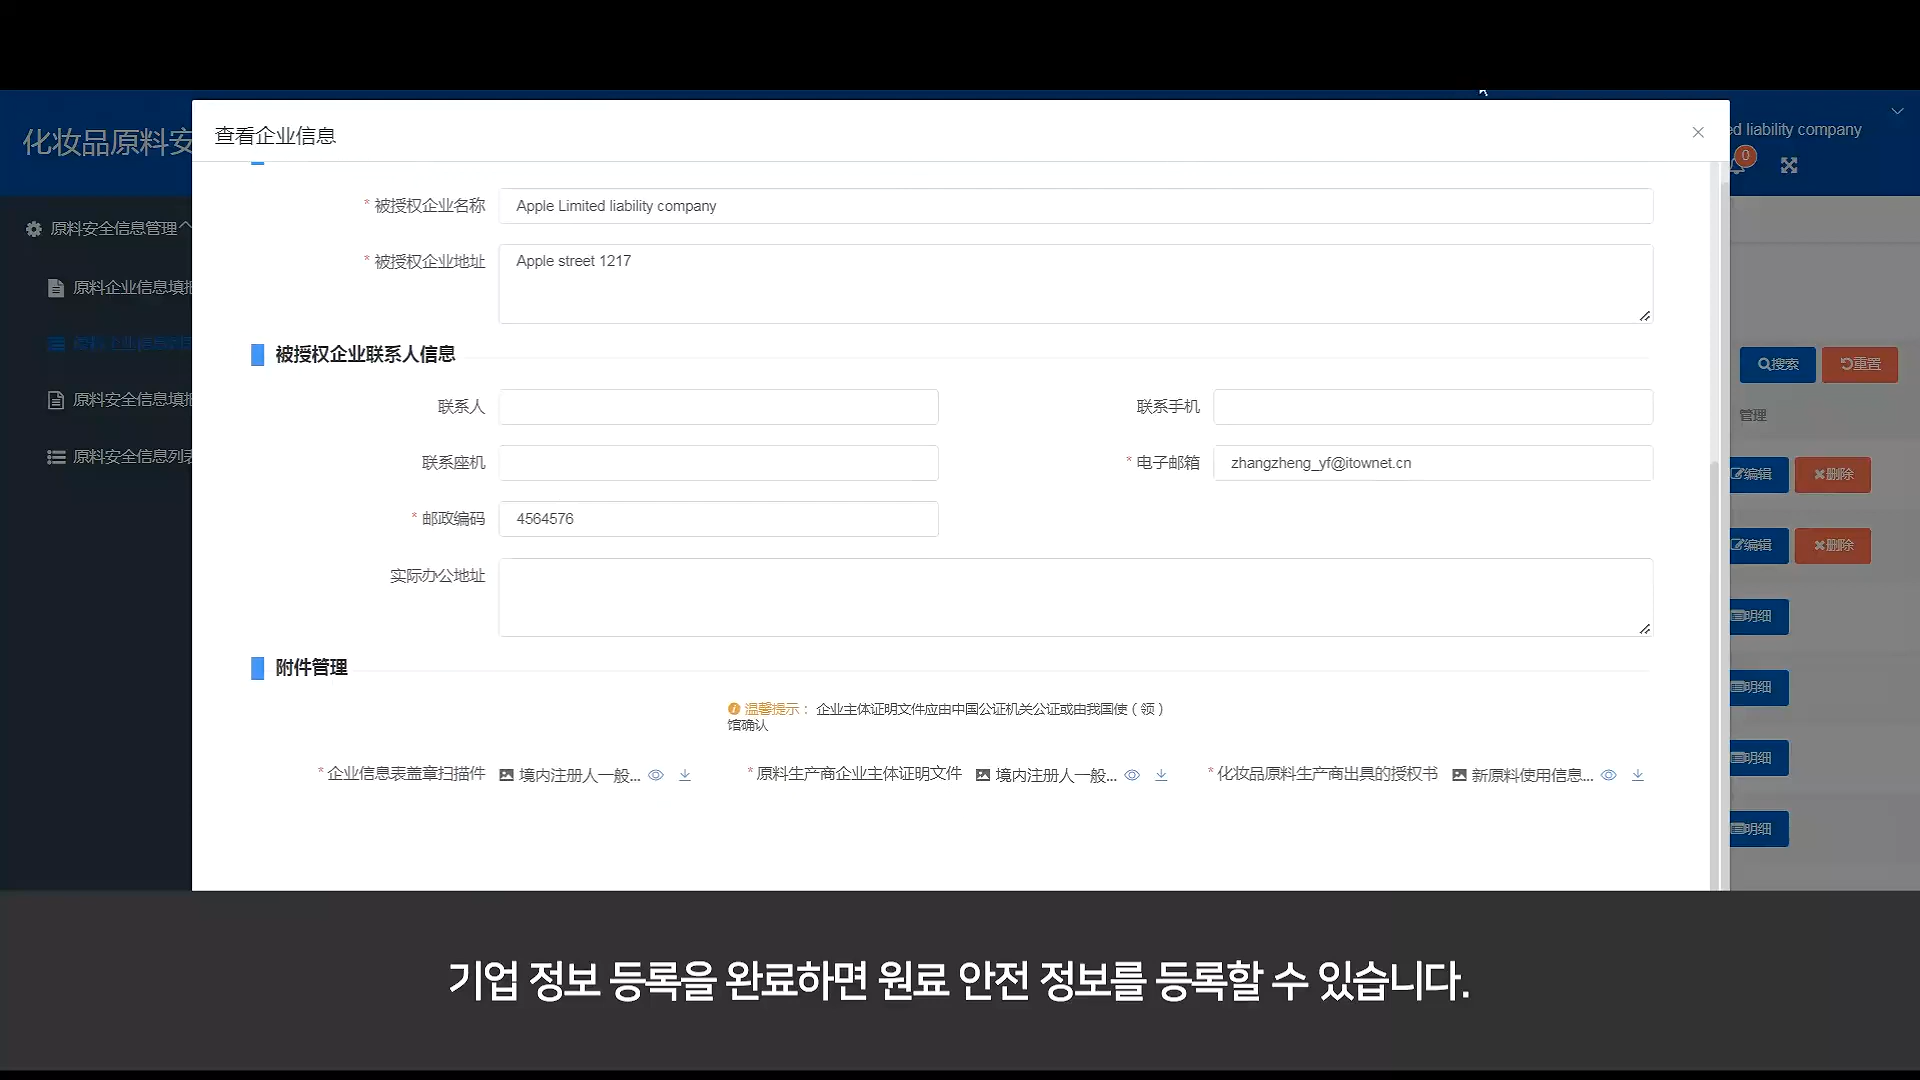 化妆品原料安
查看企业信息
ed liability company
0
原料安全信息管理
原料企业信息填报
原料安全信息填报
原料安全信息列表
* 被授权企业名称 Apple Limited liability company
* 被授权企业地址 Apple street 1217
被授权企业联系人信息
联系人 联系手机
联系座机 * 电子邮箱 zhangzheng_yf@itownet.cn
* 邮政编码 4564576
实际办公地址
附件管理
温馨提示： 企业主体证明文件应由中国公证机关公证或由我国使（领）
馆确认
* 企业信息表盖章扫描件 境内注册人一般... * 原料生产商企业主体证明文件 境内注册人一般... * 化妆品原料生产商出具的授权书 新原料使用信息...
搜索 重置
管理
编辑 删除
编辑 删除
明细
明细
明细
明细
기업 정보 등록을 완료하면 원료 안전 정보를 등록할 수 있습니다.